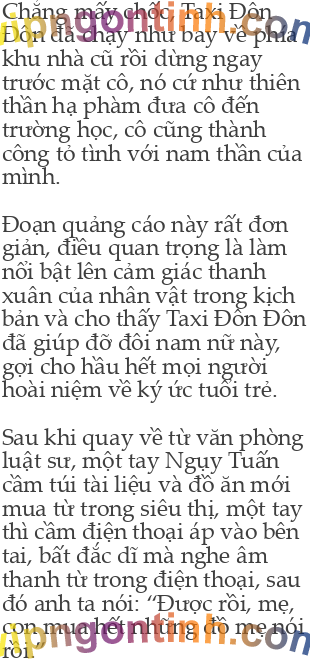 Chẳng mấy chốc, Taxi Đôn
Đôn đã chạy như bay về phía
khu nhà cũ rồi dừng ngay
trước mặt cô, nó cứ như thiên
thần hạ phàm đưa cô đến
trường học, cô cũng thành
công tỏ tình với nam thần của
mình.
Đoạn quảng cáo này rất đơn
giản, điều quan trọng là làm
nổi bật lên cảm giác thanh
xuân của nhân vật trong kịch
bản và cho thấy Taxi Đôn Đôn
đã giúp đỡ đôi nam nữ này,
gợi cho hầu hết mọi người
hoài niệm về ký ức tuổi trẻ.
Sau khi quay về từ văn phòng
luật sư, một tay Ngụy Tuấn
cầm túi tài liệu và đồ ăn mới
mua từ trong siêu thị, một tay
thì cầm điện thoại áp vào bên
tai, bất đắc dĩ mà nghe âm
thanh từ trong điện thoại, sau
đó anh ta nói: “Được rồi, mẹ,
con mua hết những đồ mẹ nói
rồi.”
vipngontinh.com
vipngontinh.com